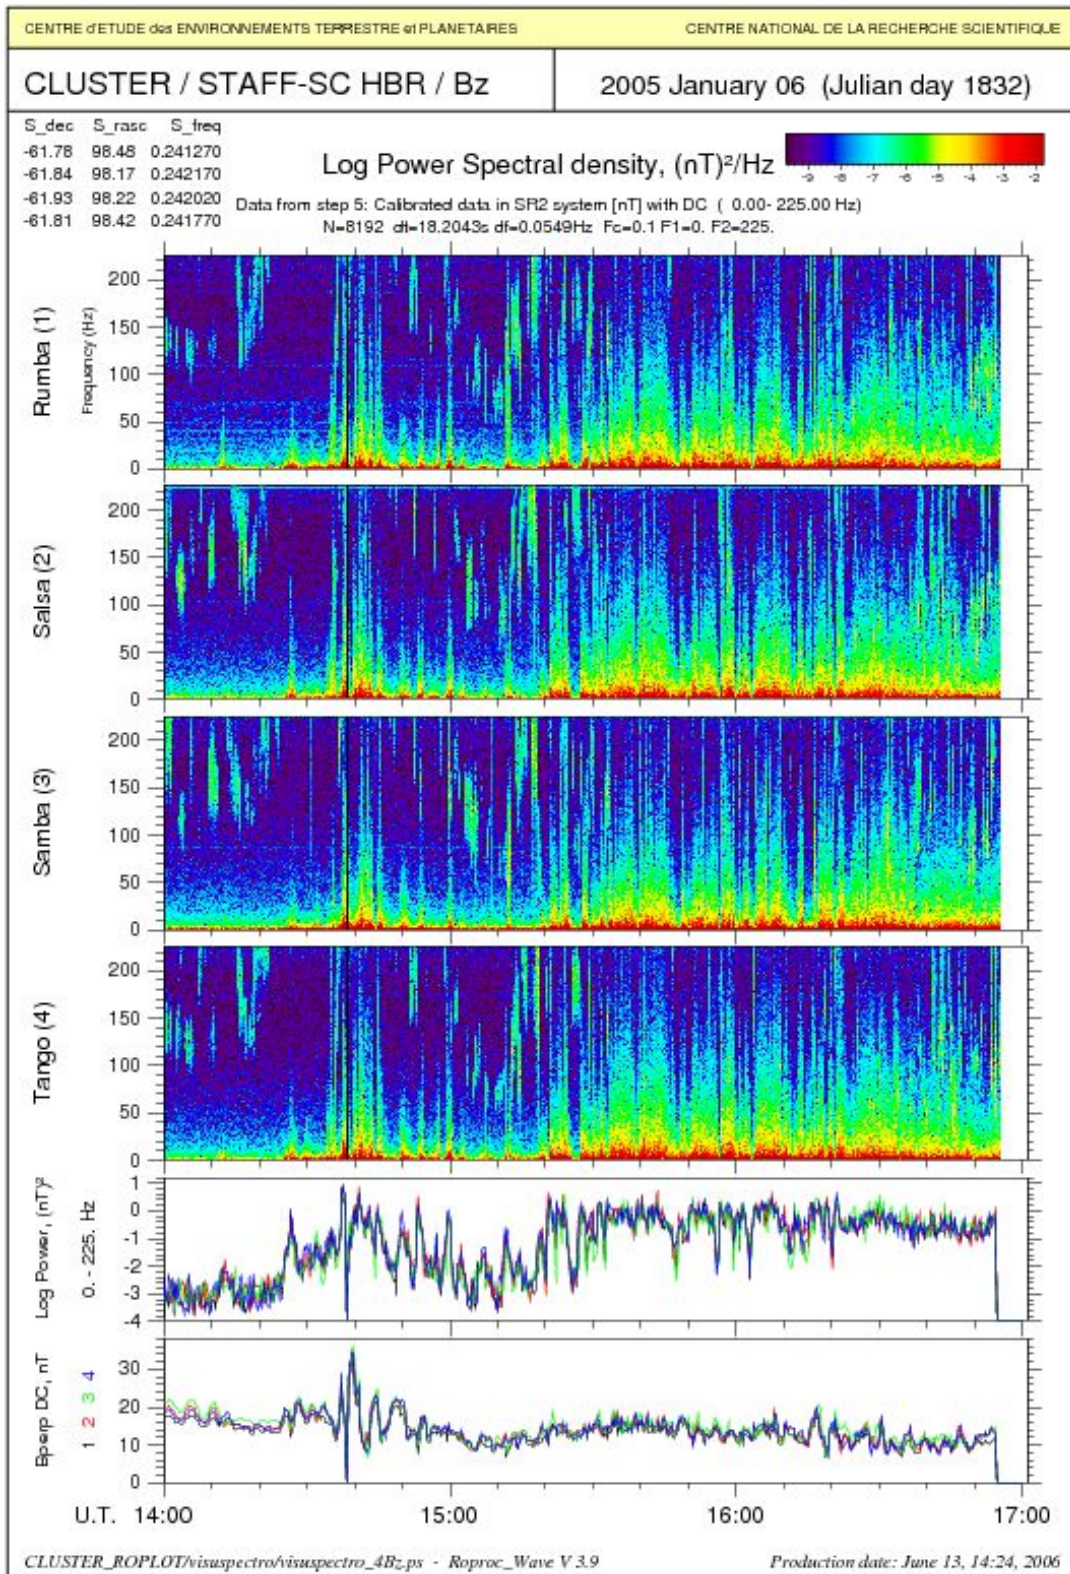 CENTRE d'ETUDE des ENVIRONNEMENTS TERRESTRE et PLANETAIRES
CENTRE NATIONAL DE LA RECHERCHE SCIENTIFIQUE
CLUSTER / STAFF-SC HBR / Bz
2005 January 06 (Julian day 1832)
S_dec S_rasc S_freq
-61.78 98.48 0.241270
-61.84 98.17 0.242170
-61.93 98.22 0.242020
-61.81 98.42 0.241770
Log Power Spectral density, (nT)²/Hz
-9 -8 -7 -6 -5 -4 -3 -2
Data from step 5: Calibrated data in SR2 system [nT] with DC ( 0.00- 225.00 Hz)
N=8192 dt=18.2043s df=0.0549Hz Fc=0.1 F1=0. F2=225.
Rumba (1)
Frequency (Hz)
200
150
100
50
0
Salsa (2)
200
150
100
50
0
Samba (3)
200
150
100
50
0
Tango (4)
200
150
100
50
0
Log Power, (nT)²
0. - 225. Hz
1
0
-1
-2
-3
-4
Bperp DC, nT
1 2 3 4
30
20
10
0
U.T. 14:00 15:00 16:00 17:00
CLUSTER_ROPLOT/visuspectro/visuspectro_4Bz.ps - Roproc_Wave V 3.9
Production date: June 13, 14:24, 2006